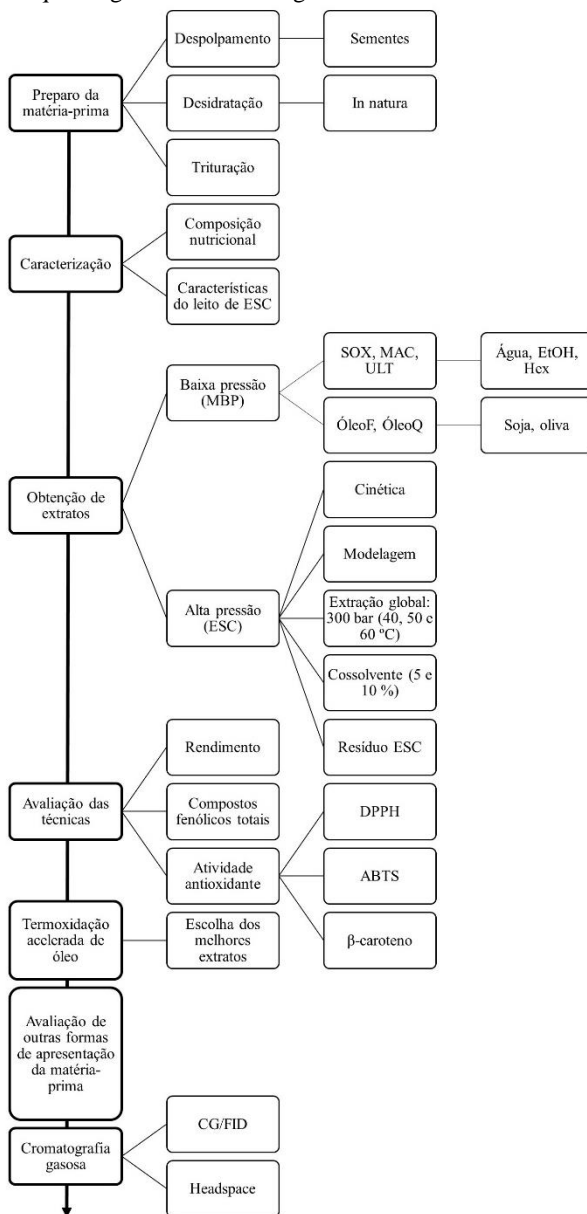 Despolpamento
Sementes
Preparo da
matéria-prima
Desidratação
In natura
Trituração
Composição
nutricional
Caracterização
Características
do leito de ESC
SOX, MAC,
ULT
Água, EtOH,
Hex
Baixa pressão
(MBP)
ÓleoF, ÓleoQ
Soja, oliva
Cinética
Obtenção de
extratos
Modelagem
Alta pressão
(ESC)
Extração global:
300 bar (40, 50 e
60 ºC)
Cossolvente (5 e
10 %)
Resíduo ESC
Rendimento
Avaliação das
técnicas
Compostos
fenólicos totais
DPPH
Atividade
antioxidante
ABTS
β-caroteno
Termoxidação
acelerada de
óleo
Escolha dos
melhores
extratos
Avaliação de
outras formas
de apresentação
da matéria-
prima
CG/FID
Cromatografia
gasosa
Headspace